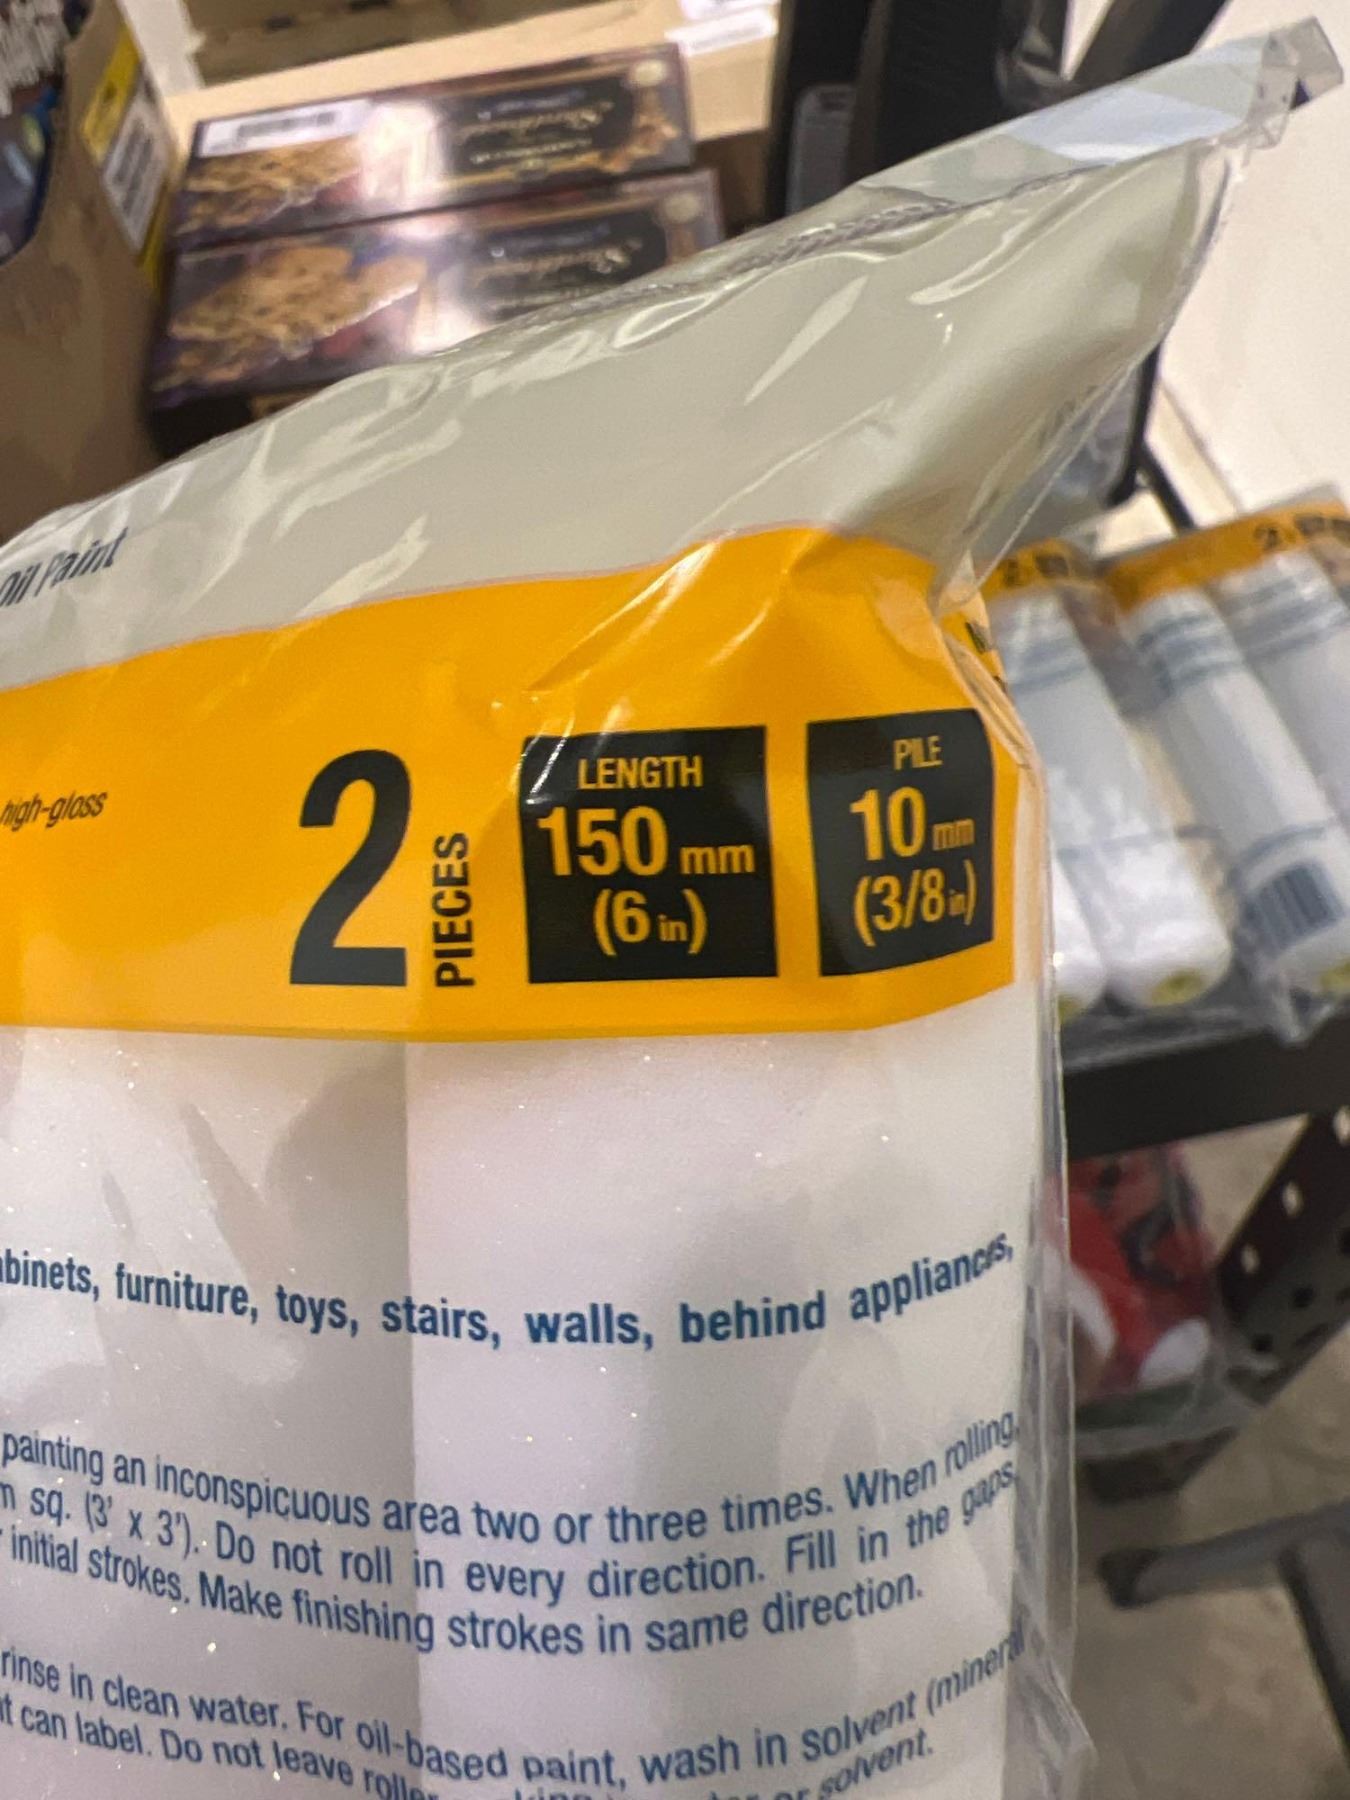 Oil Paint
high-gloss
2 PIECES
LENGTH
150 mm
(6 in)
PILE
10 mm
(3/8 in)
binets, furniture, toys, stairs, walls, behind appliances,
painting an inconspicuous area two or three times. When rolling,
m sq. (3' x 3'). Do not roll in every direction. Fill in the gaps
initial strokes. Make finishing strokes in same direction.
rinse in clean water. For oil-based paint, wash in solvent (mineral
t can label. Do not leave roller or solvent.